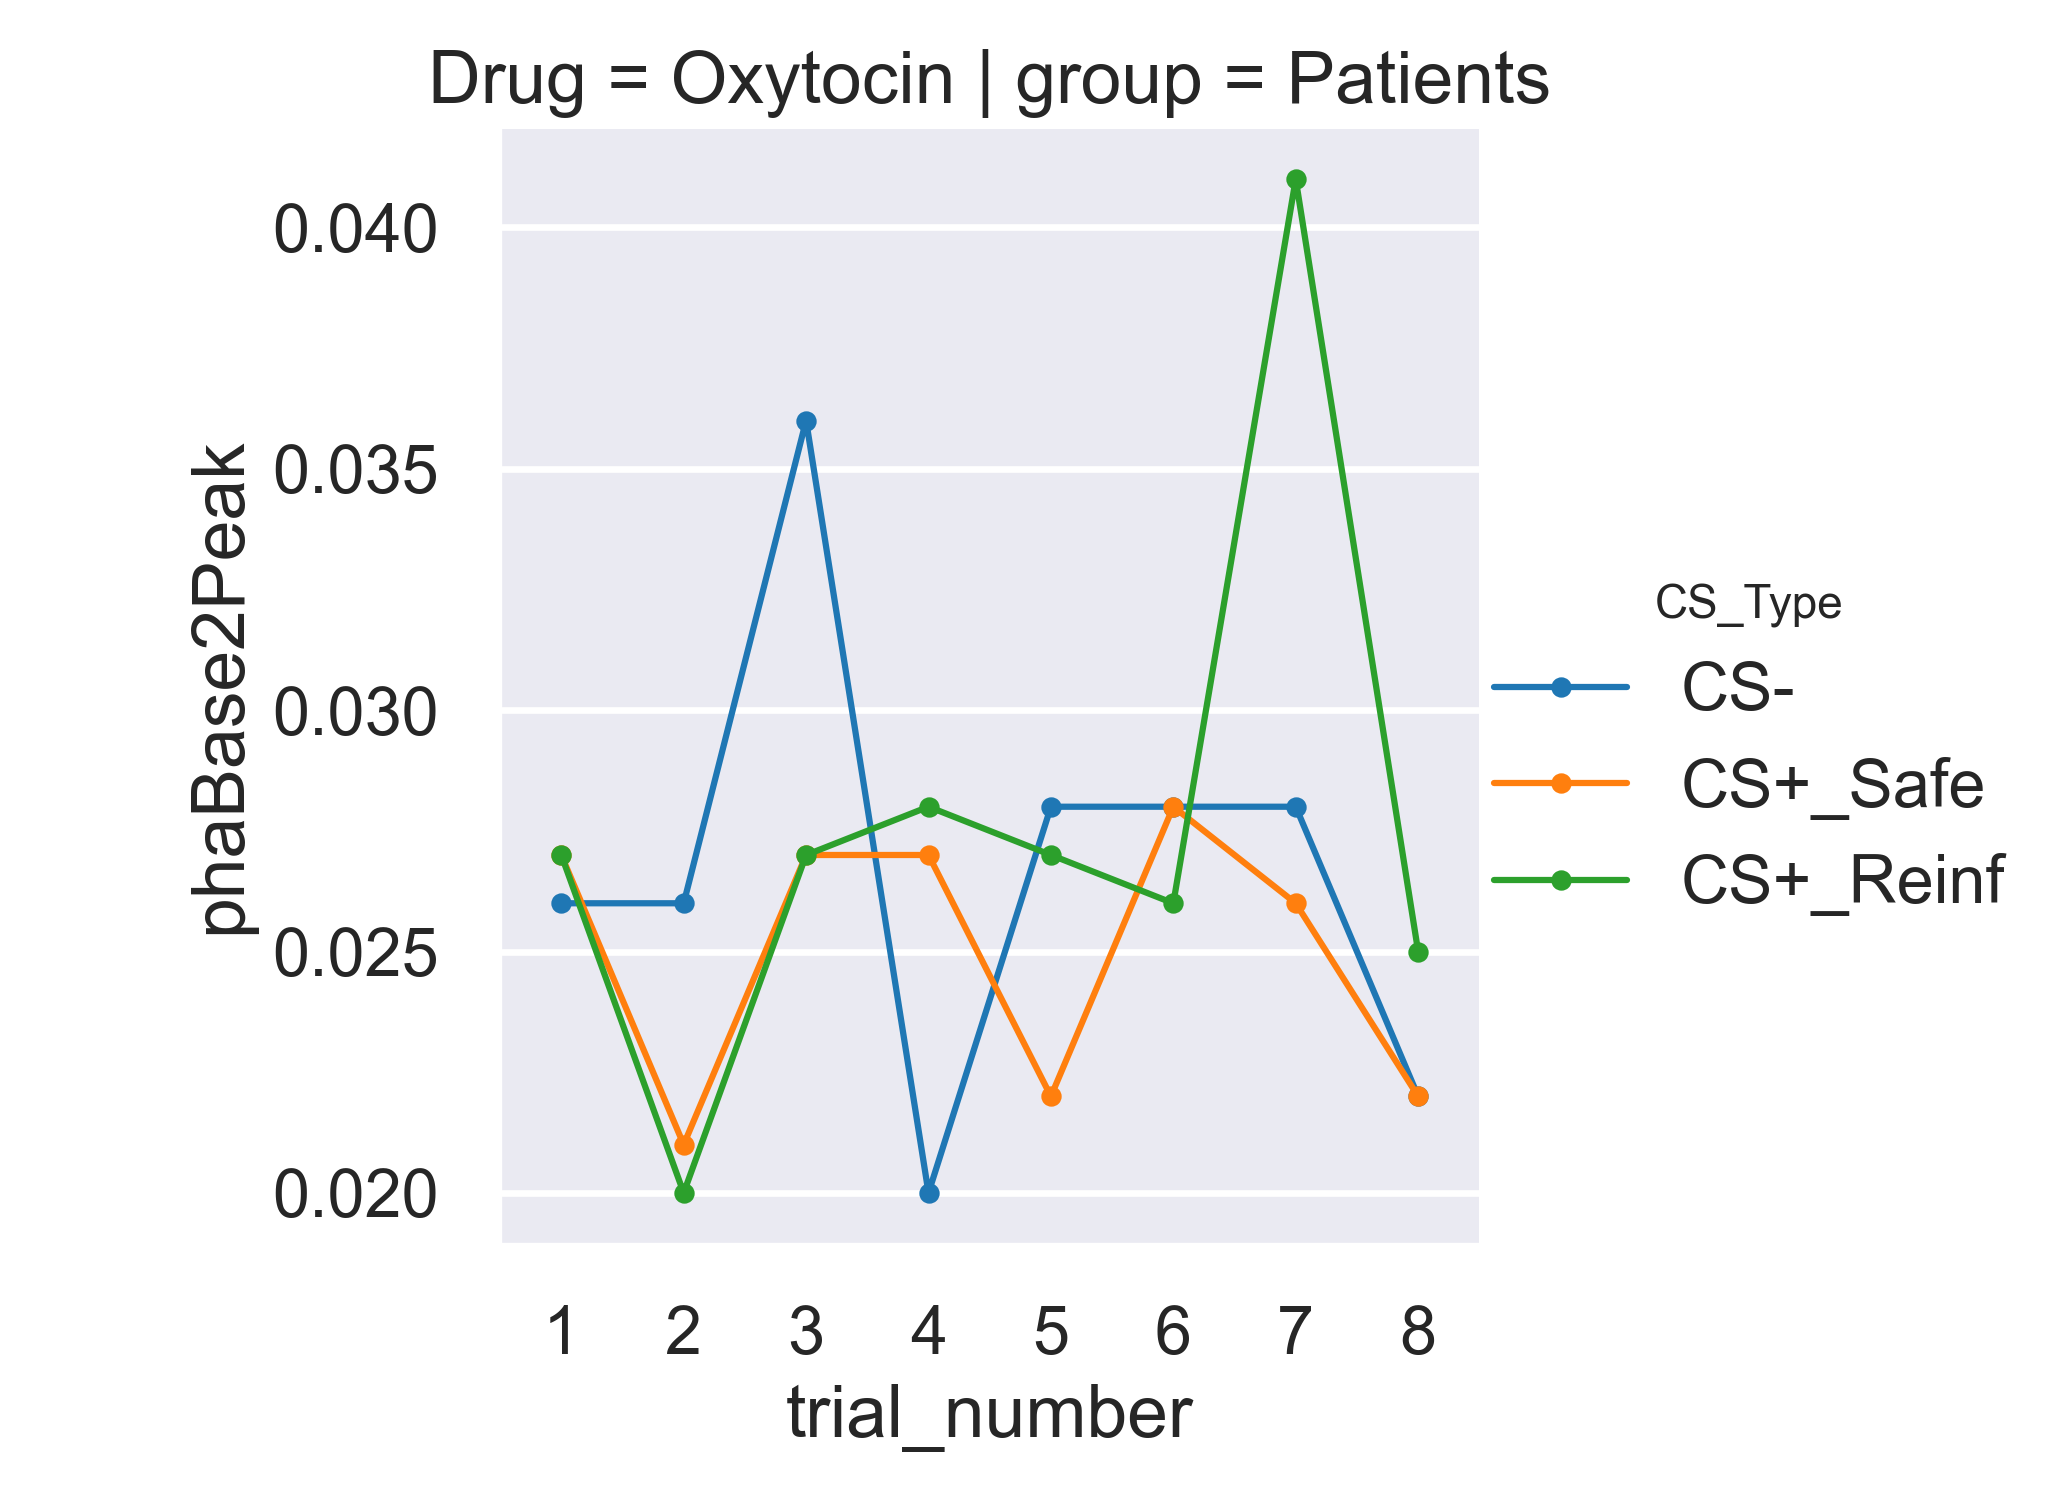 Drug = Oxytocin | group = Patients
0.040
0.035
0.030
0.025
0.020
phaBase2Peak
1 2 3 4 5 6 7 8
trial_number
CS_Type
CS-
CS+_Safe
CS+_Reinf